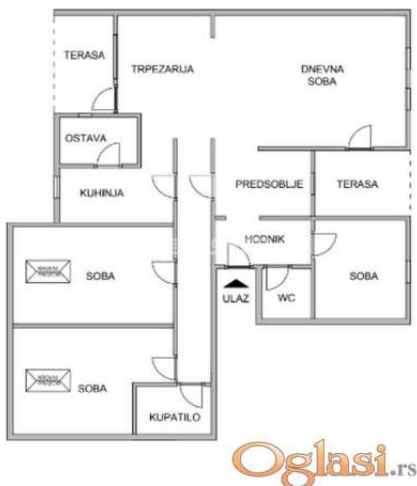 TERASA
TRPEZARIJA
DNEVNA
SOBA
OSTAVA
KUHINJA
PREDSOBLJE
TERASA
HODNIK
SOBA
SOBA
ULAZ
WC
SOBA
KUPATILO
Oglasi.rs